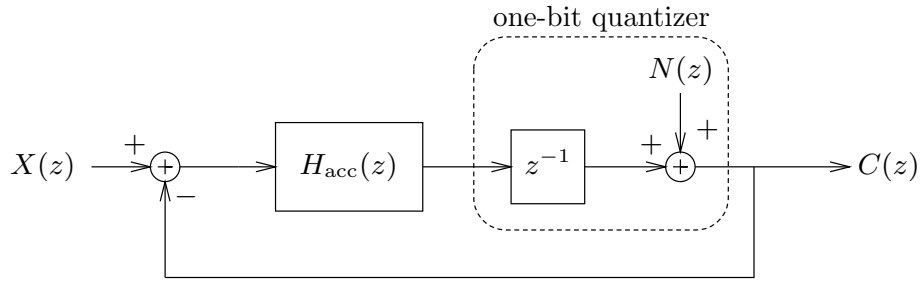 one-bit quantizer
N(z)
+
+
+
X(z)
+
H_acc(z)
z^{-1}
+
C(z)
−